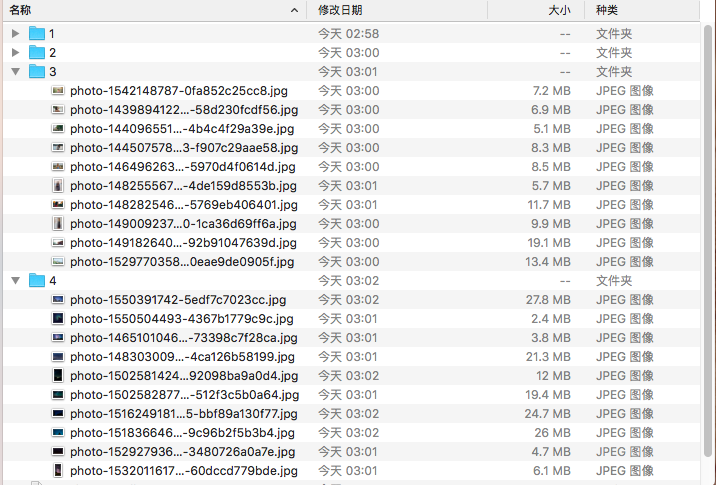 名称 修改日期 大小 种类
1 今天 02:58 -- 文件夹
2 今天 03:00 -- 文件夹
3 今天 03:01 -- 文件夹
photo-1542148787-0fa852c25cc8.jpg 今天 03:00 7.2 MB JPEG 图像
photo-1439894122...-58d230fcdf56.jpg 今天 03:00 6.9 MB JPEG 图像
photo-144096551...-4b4c4f29a39e.jpg 今天 03:00 5.1 MB JPEG 图像
photo-144507578...3-f907c29aae58.jpg 今天 03:00 8.3 MB JPEG 图像
photo-146496263...-5970d4f0614d.jpg 今天 03:00 8.5 MB JPEG 图像
photo-148255567...-4de159d8553b.jpg 今天 03:01 5.7 MB JPEG 图像
photo-148282546...-5769eb406401.jpg 今天 03:01 11.7 MB JPEG 图像
photo-149009237...0-1ca36d69ff6a.jpg 今天 03:00 9.9 MB JPEG 图像
photo-149182640...-92b91047639d.jpg 今天 03:00 19.1 MB JPEG 图像
photo-1529770358...0eae9de0905f.jpg 今天 03:00 13.4 MB JPEG 图像
4 今天 03:02 -- 文件夹
photo-1550391742-5edf7c7023cc.jpg 今天 03:02 27.8 MB JPEG 图像
photo-1550504493-4367b1779c9c.jpg 今天 03:01 2.4 MB JPEG 图像
photo-1465101046...-73398c7f28ca.jpg 今天 03:01 3.8 MB JPEG 图像
photo-148303009...-4ca126b58199.jpg 今天 03:01 21.3 MB JPEG 图像
photo-1502581424...92098ba9a0d4.jpg 今天 03:02 12 MB JPEG 图像
photo-1502582877...-512f3c5b0a64.jpg 今天 03:01 19.4 MB JPEG 图像
photo-1516249181...5-bbf89a130f77.jpg 今天 03:02 24.7 MB JPEG 图像
photo-151836646...-9c96b2f5b3b4.jpg 今天 03:02 26 MB JPEG 图像
photo-152927936...-3480726a0a7e.jpg 今天 03:01 4.7 MB JPEG 图像
photo-1532011617...-60dccd779bde.jpg 今天 03:01 6.1 MB JPEG 图像